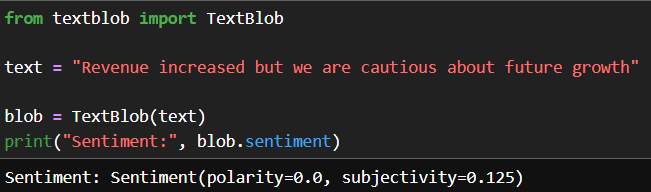 from textblob import TextBlob
text = "Revenue increased but we are cautious about future growth"
blob = TextBlob(text)
print("Sentiment:", blob.sentiment)
Sentiment: Sentiment(polarity=0.0, subjectivity=0.125)